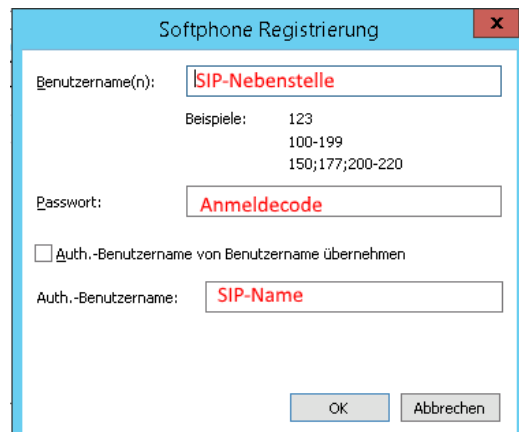 Softphone Registrierung
x
Benutzername(n): SIP-Nebenstelle
Beispiele: 123
100-199
150;177;200-220
Passwort: Anmeldecode
Auth.-Benutzername von Benutzername übernehmen
Auth.-Benutzername: SIP-Name
OK Abbrechen